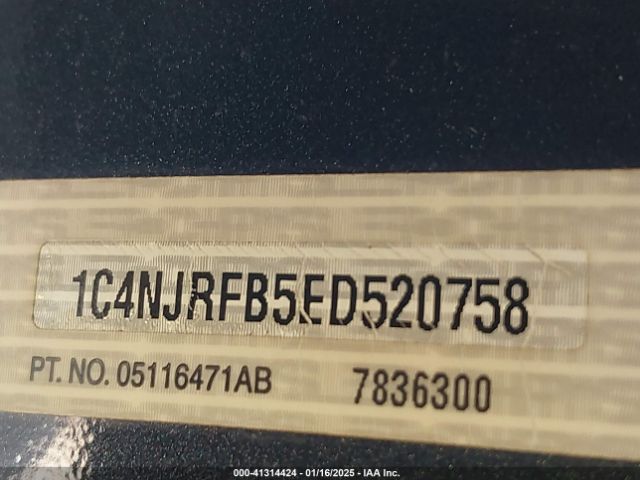 1C4NJRFB5ED520758
PT. NO. 05116471AB 7836300
000-41314424 - 01/16/2025 - IAA Inc.